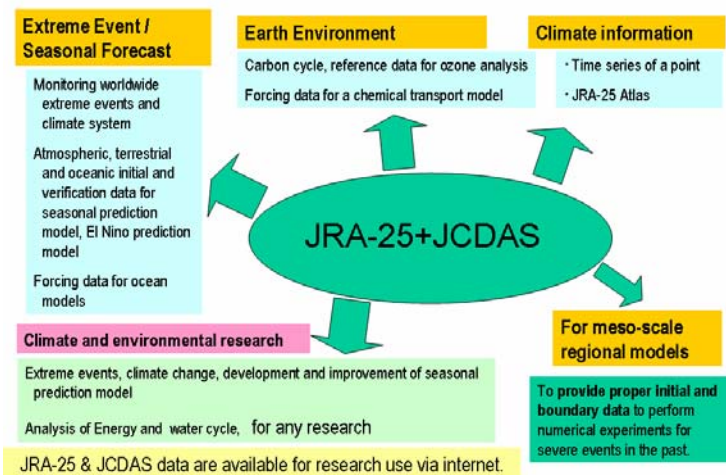 Extreme Event /
Seasonal Forecast
Monitoring worldwide
extreme events and
climate system
Atmospheric, terrestrial
and oceanic initial and
verification data for
seasonal prediction
model, El Nino prediction
model
Forcing data for ocean
models
Earth Environment
Carbon cycle, reference data for ozone analysis
Forcing data for a chemical transport model
Climate information
・Time series of a point
・JRA-25 Atlas
JRA-25+JCDAS
Climate and environmental research
Extreme events, climate change, development and improvement of seasonal
prediction model
Analysis of Energy and water cycle, for any research
For meso-scale
regional models
To provide proper initial and
boundary data to perform
numerical experiments for
severe events in the past.
JRA-25 & JCDAS data are available for research use via internet.